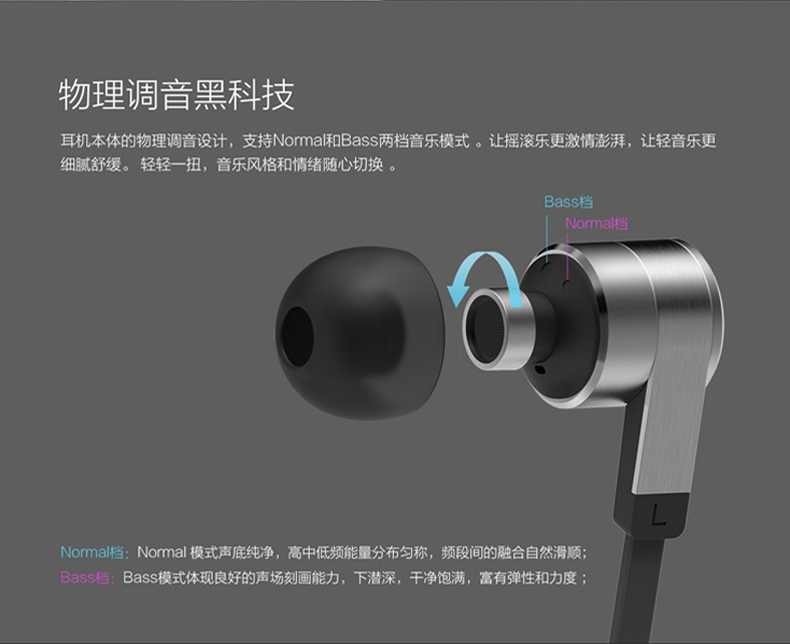 物理调音黑科技
耳机本体的物理调音设计，支持Normal和Bass两档音乐模式 。让摇滚乐更激情澎湃，让轻音乐更
细腻舒缓。 轻轻一扭，音乐风格和情绪随心切换 。
Bass档
Normal档
L
Normal档：Normal 模式声底纯净，高中低频能量分布匀称，频段间的融合自然滑顺；
Bass档：Bass模式体现良好的声场刻画能力，下潜深，干净饱满，富有弹性和力度 ；